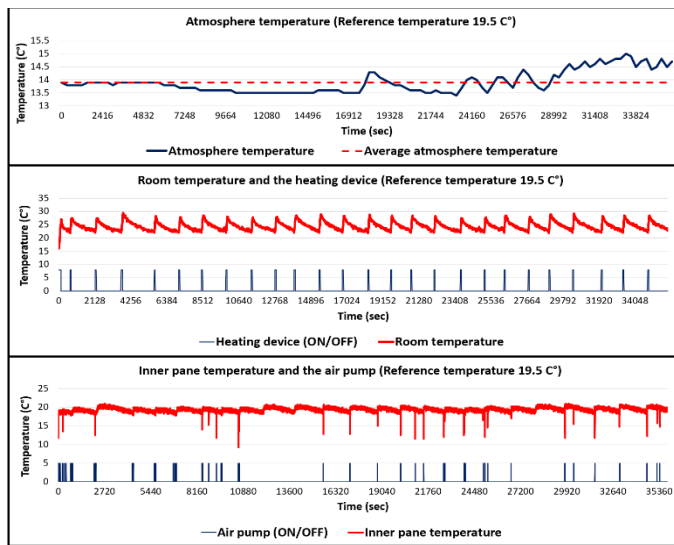 Atmosphere temperature (Reference temperature 19.5 C°)
Temperature (C°)
15.5
15
14.5
14
13.5
13
0 2416 4832 7248 9664 12080 14496 16912 19328 21744 24160 26576 28992 31408 33824
Time (sec)
Atmosphere temperature Average atmosphere temperature
Room temperature and the heating device (Reference temperature 19.5 C°)
Temperature (C°)
35
30
25
20
15
10
5
0
0 2128 4256 6384 8512 10640 12768 14896 17024 19152 21280 23408 25536 27664 29792 31920 34048
Time (sec)
Heating device (ON/OFF) Room temperature
Inner pane temperature and the air pump (Reference temperature 19.5 C°)
Temperature (C°)
25
20
15
10
5
0
0 2720 5440 8160 10880 13600 16320 19040 21760 24480 27200 29920 32640 35360
Time (sec)
Air pump (ON/OFF) Inner pane temperature